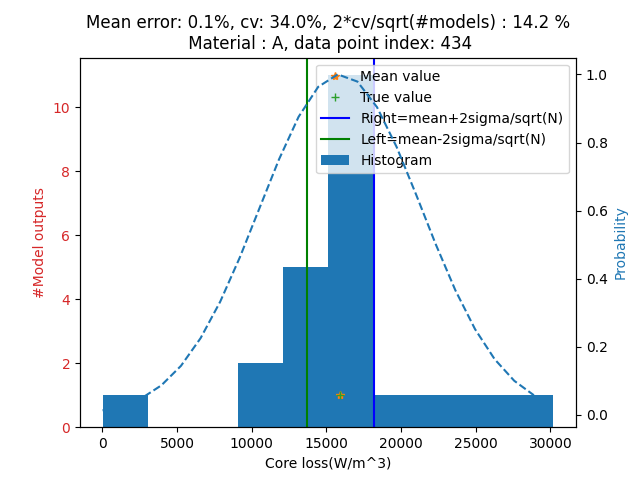 Mean error: 0.1%, cv: 34.0%, 2*cv/sqrt(#models) : 14.2 %
Material : A, data point index: 434
Mean value
True value
Right=mean+2sigma/sqrt(N)
Left=mean-2sigma/sqrt(N)
Histogram
#Model outputs
10
8
6
4
2
0
Probability
1.0
0.8
0.6
0.4
0.2
0.0
0 5000 10000 15000 20000 25000 30000
Core loss(W/m^3)